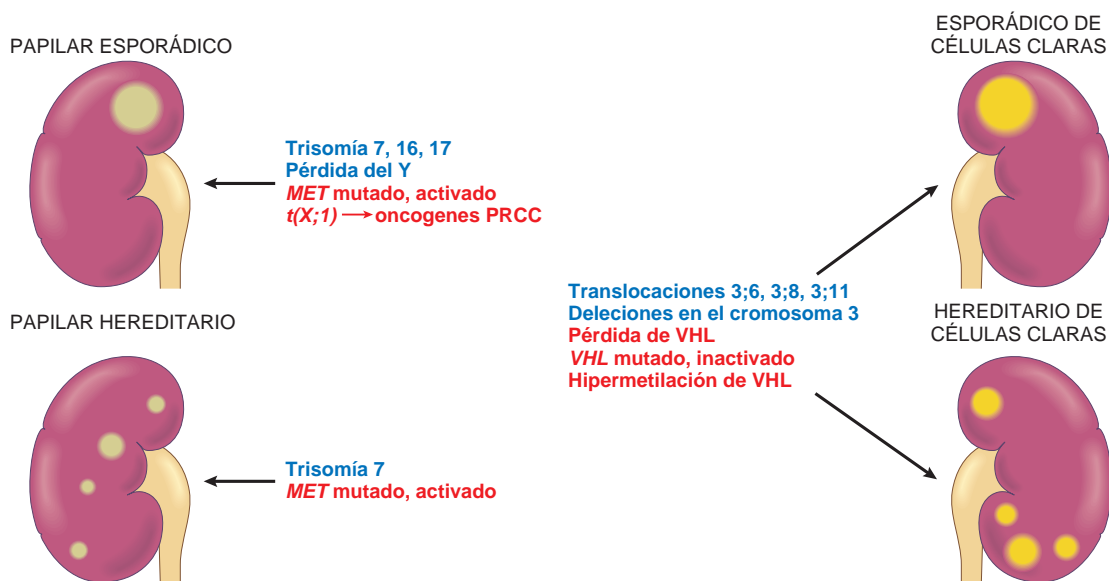 PAPILAR ESPORÁDICO
Trisomía 7, 16, 17
Pérdida del Y
MET mutado, activado
t(X;1) → oncogenes PRCC
PAPILAR HEREDITARIO
Trisomía 7
MET mutado, activado
ESPORÁDICO DE
CÉLULAS CLARAS
Translocaciones 3;6, 3;8, 3;11
Deleciones en el cromosoma 3
Pérdida de VHL
VHL mutado, inactivado
Hipermetilación de VHL
HEREDITARIO DE
CÉLULAS CLARAS